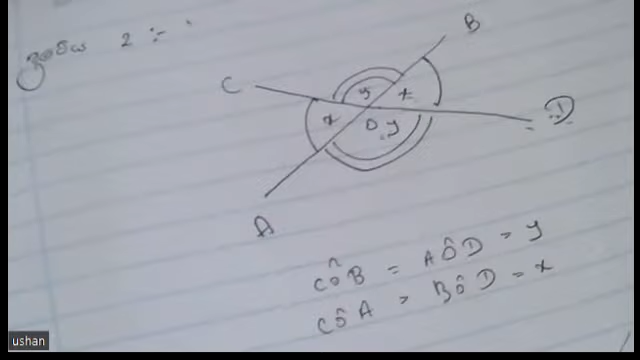 2 :-
B
C
y x
x
O y
D
A
CÔB = AÔD = y
CÔA = BÔD = x
ushan